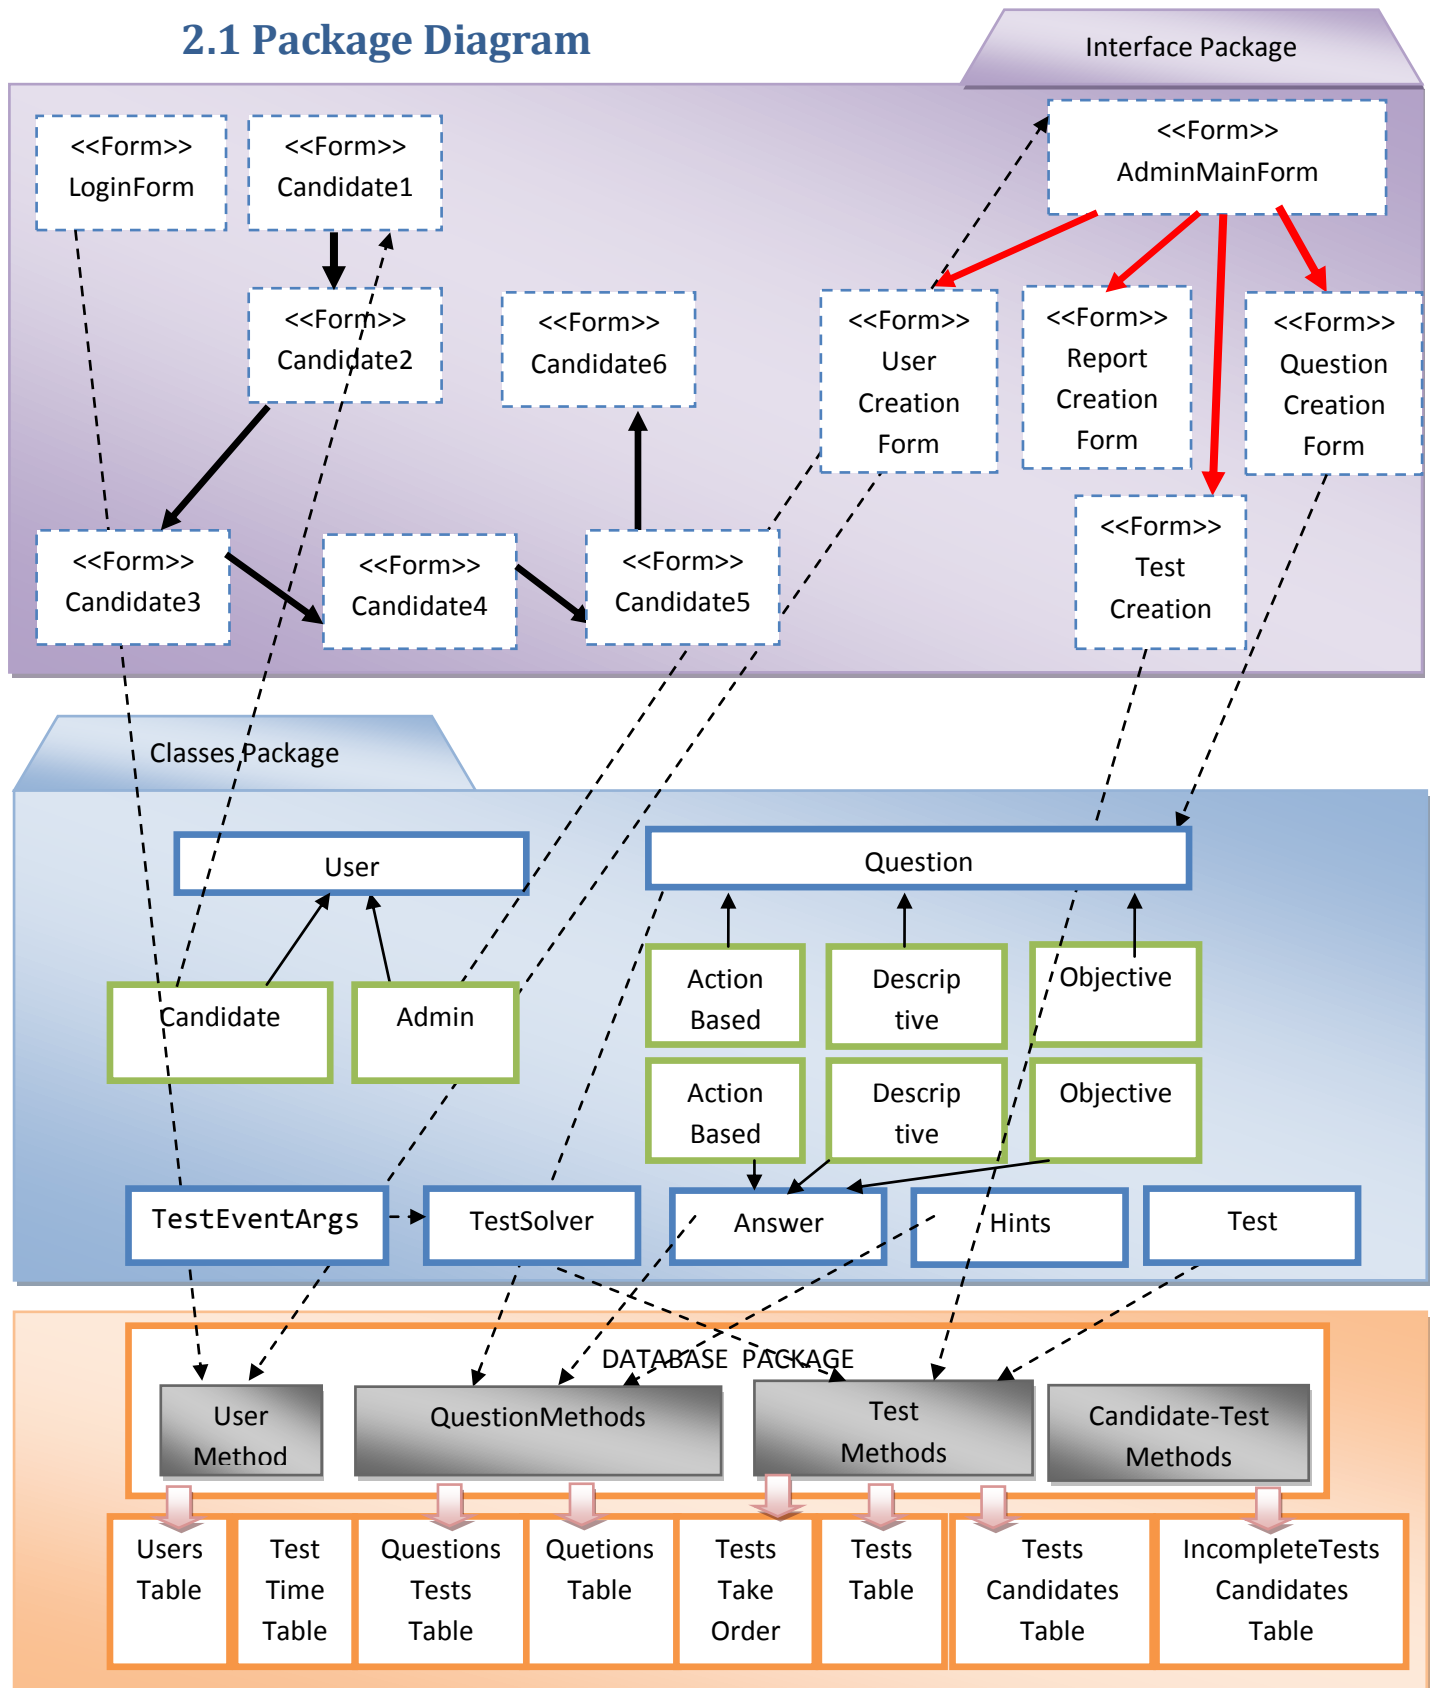 2.1 Package Diagram
Interface Package
<<Form>>
LoginForm
<<Form>>
Candidate1
<<Form>>
AdminMainForm
<<Form>>
Candidate2
<<Form>>
Candidate6
<<Form>>
User
Creation
Form
<<Form>>
Report
Creation
Form
<<Form>>
Question
Creation
Form
<<Form>>
Candidate3
<<Form>>
Candidate4
<<Form>>
Candidate5
<<Form>>
Test
Creation
Classes Package
User
Question
Candidate
Admin
Action
Based
Descrip
tive
Objective
Action
Based
Descrip
tive
Objective
TestEventArgs
TestSolver
Answer
Hints
Test
DATABASE PACKAGE
User
Method
QuestionMethods
Test
Methods
Candidate-Test
Methods
Users
Table
Test
Time
Table
Questions
Tests
Table
Quetions
Table
Tests
Take
Order
Tests
Table
Tests
Candidates
Table
IncompleteTests
Candidates
Table